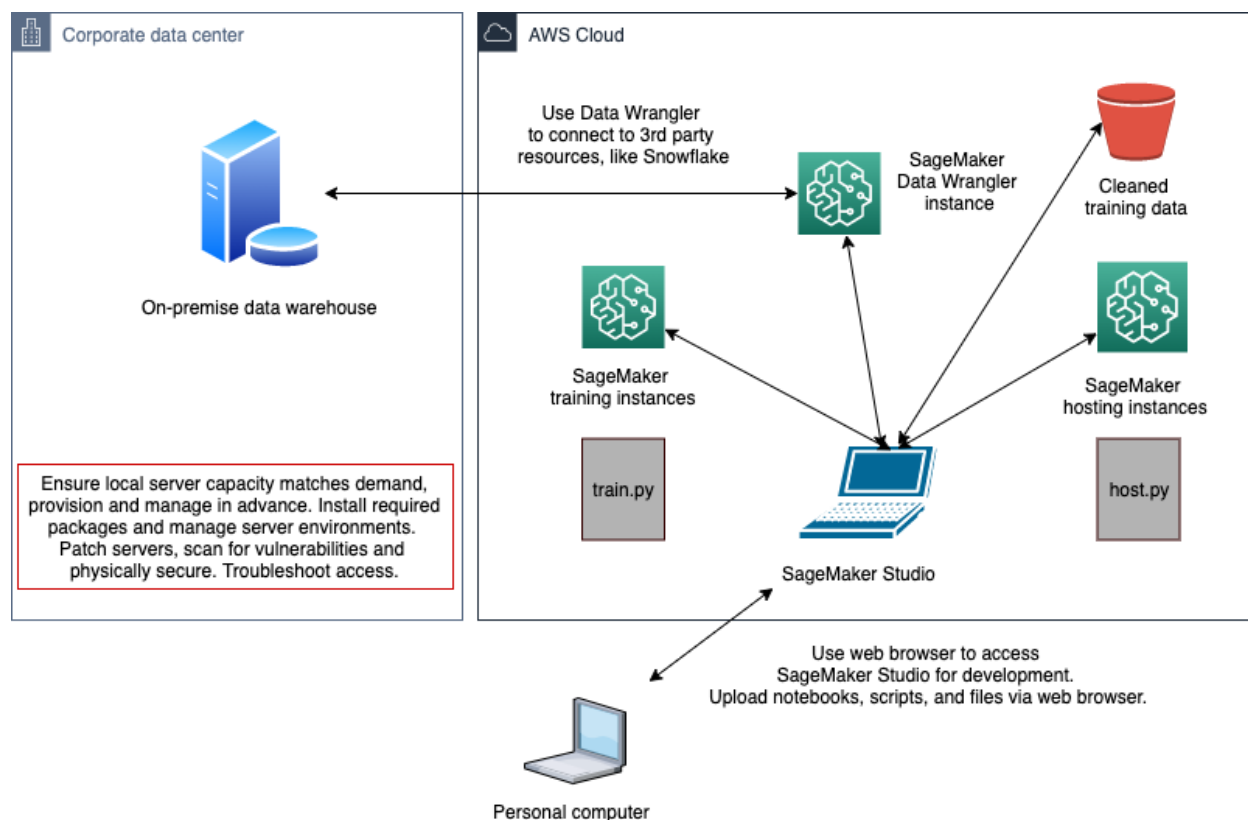 Corporate data center
AWS Cloud
Use Data Wrangler
to connect to 3rd party
resources, like Snowflake
SageMaker
Data Wrangler
instance
Cleaned
training data
On-premise data warehouse
SageMaker
training instances
SageMaker
hosting instances
Ensure local server capacity matches demand,
provision and manage in advance. Install required
packages and manage server environments.
Patch servers, scan for vulnerabilities and
physically secure. Troubleshoot access.
train.py
host.py
SageMaker Studio
Use web browser to access
SageMaker Studio for development.
Upload notebooks, scripts, and files via web browser.
Personal computer